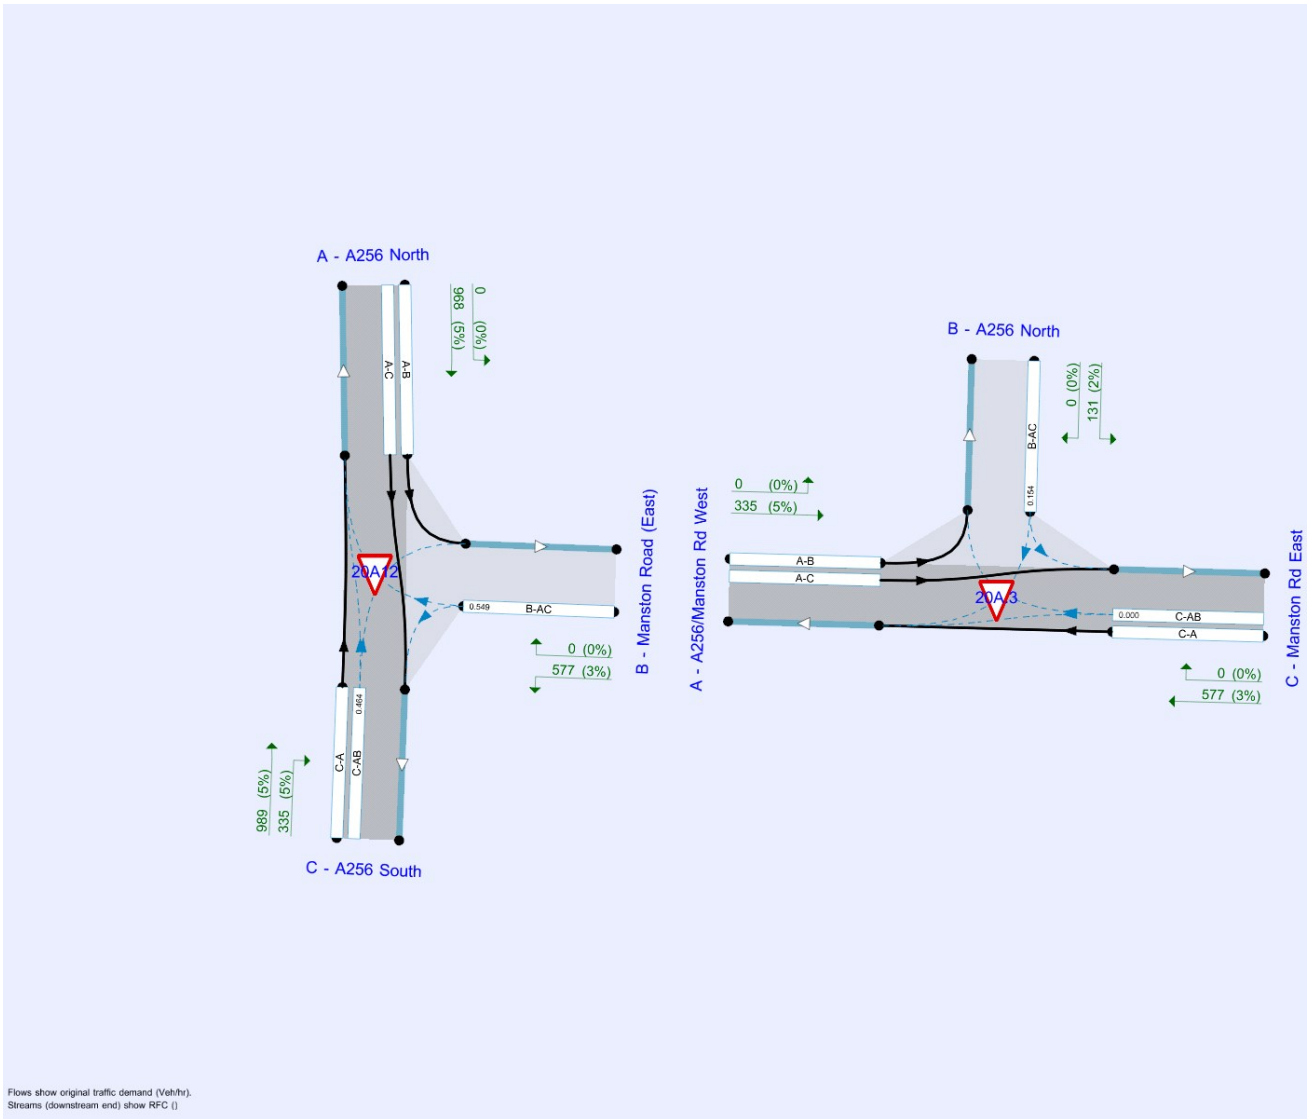 A - A256 North
968 (5%)
0 (0%)
A-C
A-B
20A12
B - Manston Road (East)
0.549
B-AC
0 (0%)
577 (3%)
0.464
C-A
C-AB
989 (5%)
335 (5%)
C - A256 South
B - A256 North
0 (0%)
131 (2%)
B-AC
0.154
0 (0%)
335 (5%)
A - A256/Manston Rd West
A-B
A-C
20A/3
0.000
C-AB
C-A
0 (0%)
577 (3%)
C - Manston Rd East
Flows show original traffic demand (Veh/hr).
Streams (downstream end) show RFC ()